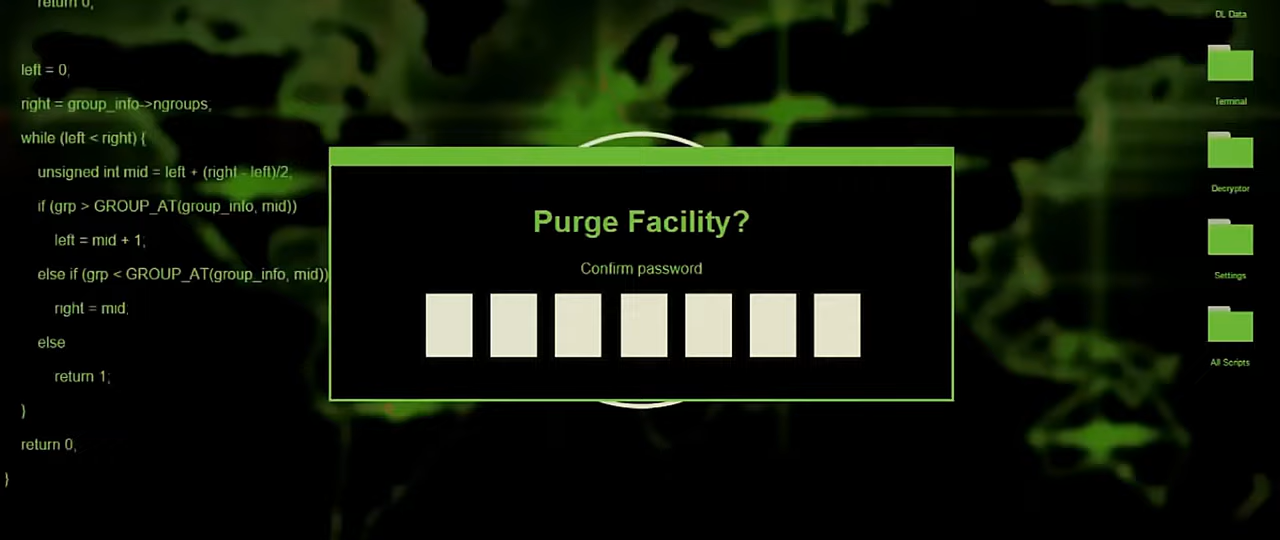 return 0;
left = 0;
right = group_info->ngroups;
while (left < right) {
unsigned int mid = left + (right - left)/2;
if (grp > GROUP_AT(group_info, mid))
left = mid + 1;
else if (grp < GROUP_AT(group_info, mid))
right = mid;
else
return 1;
}
return 0;
}
Purge Facility?
Confirm password
DL Data
Terminal
Decryptor
Settings
All Scripts